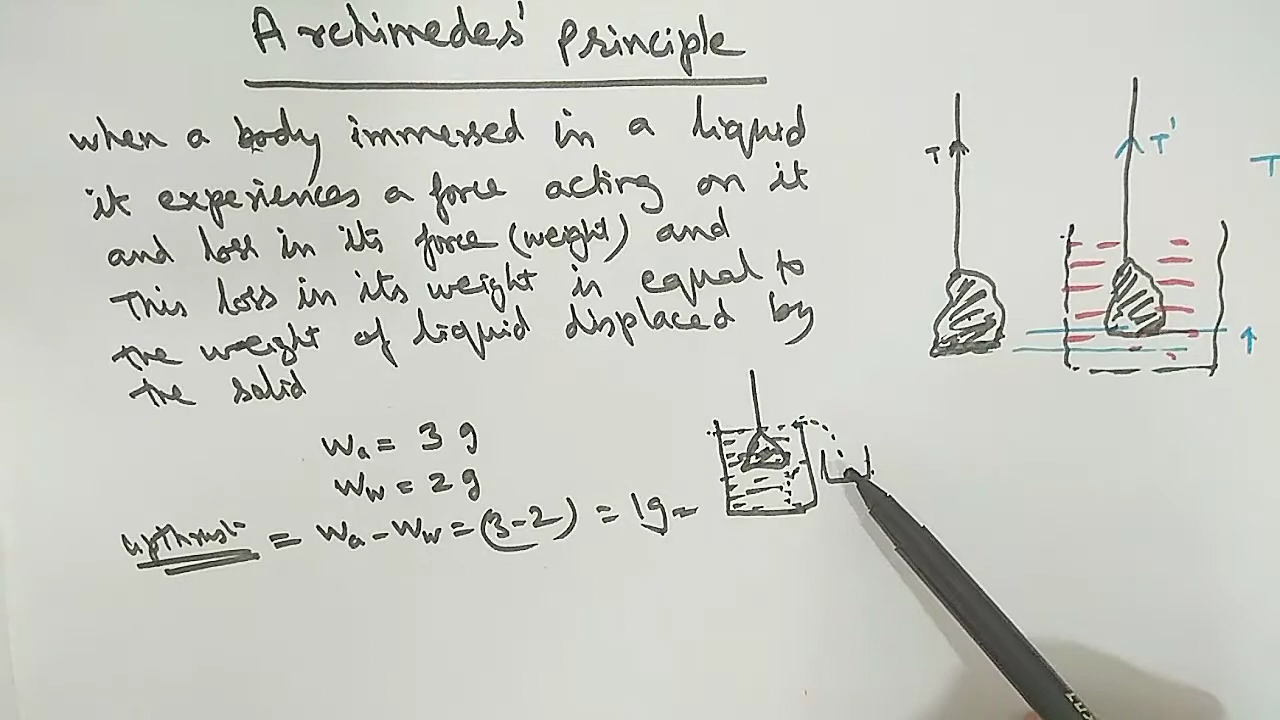 Archimedes' Principle
when a body immersed in a liquid
it experiences a force acting on it
and loss in its force (weight) and
This loss in its weight is equal to
the weight of liquid displaced by
the solid
Wa = 3 g
Ww = 2 g
upthrust = Wa - Ww = (3-2) = 1g =
T
T'
T